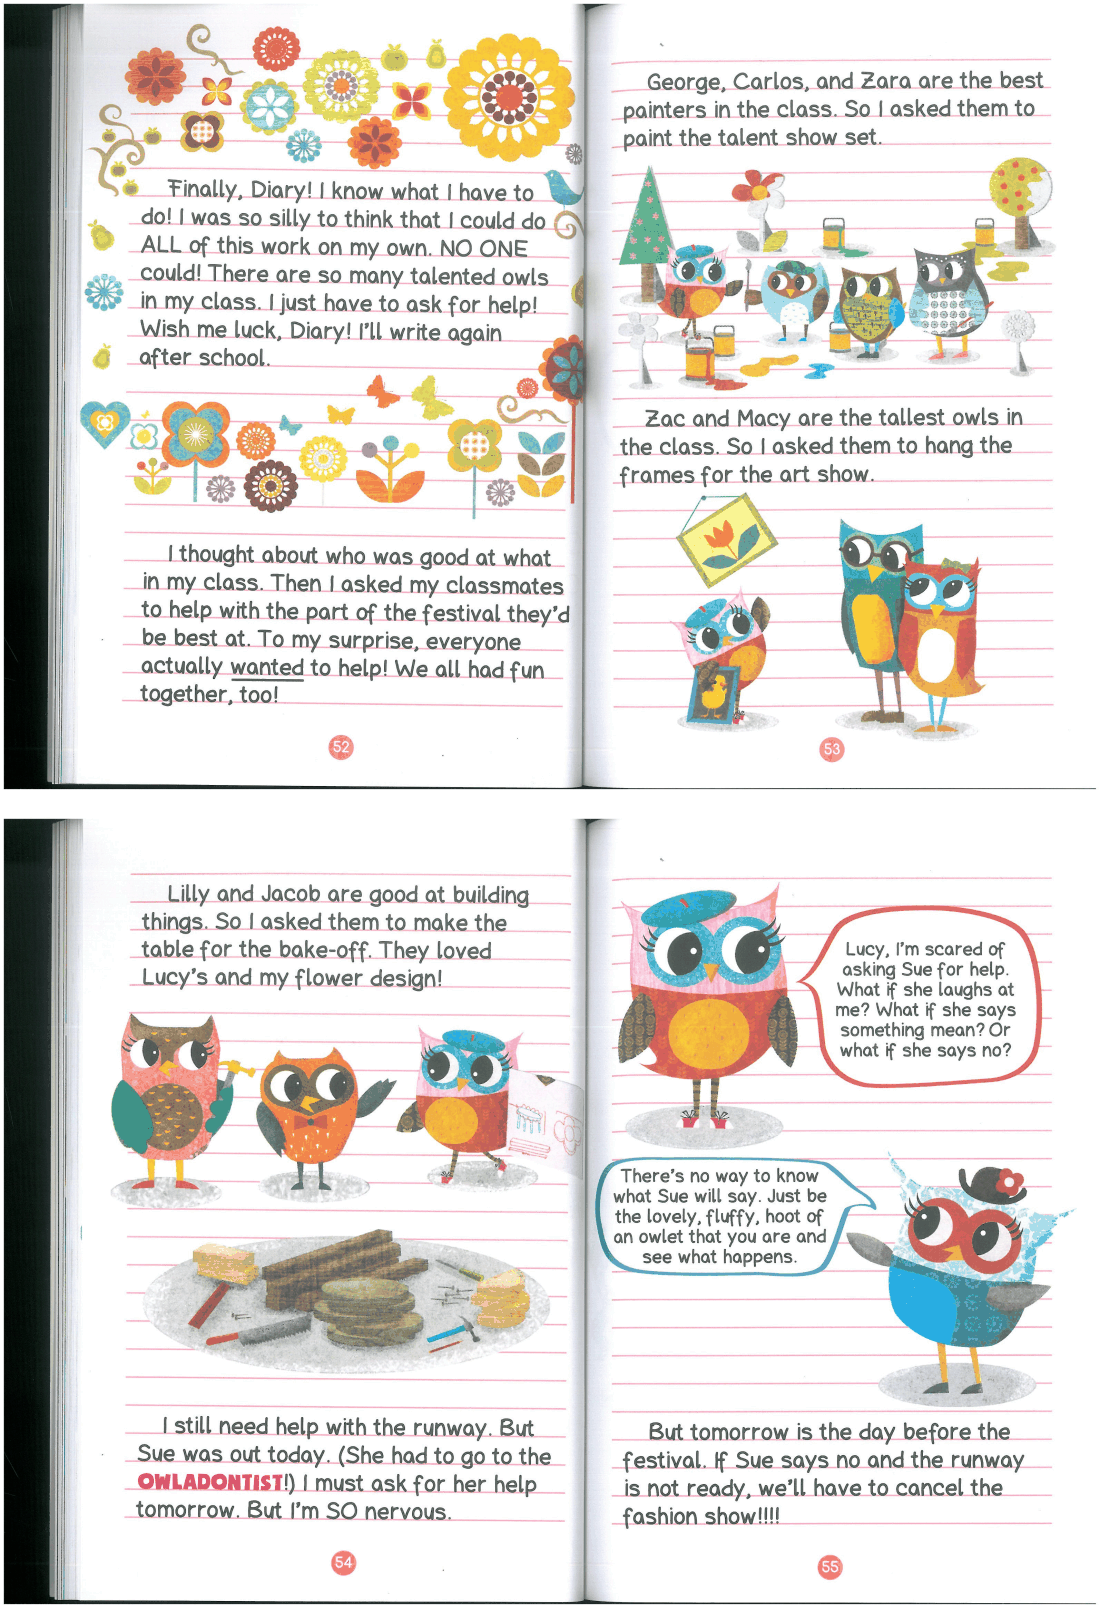 Finally, Diary! I know what I have to
do! I was so silly to think that I could do
ALL of this work on my own. NO ONE
could! There are so many talented owls
in my class. I just have to ask for help!
Wish me luck, Diary! I'll write again
after school.
I thought about who was good at what
in my class. Then I asked my classmates
to help with the part of the festival they'd
be best at. To my surprise, everyone
actually wanted to help! We all had fun
together, too!
52
George, Carlos, and Zara are the best
painters in the class. So I asked them to
paint the talent show set.
Zac and Macy are the tallest owls in
the class. So I asked them to hang the
frames for the art show.
53
Lilly and Jacob are good at building
things. So I asked them to make the
table for the bake-off. They loved
Lucy's and my flower design!
I still need help with the runway. But
Sue was out today. (She had to go to the
OWLADONTIST!) I must ask for her help
tomorrow. But I'm SO nervous.
54
Lucy, I'm scared of
asking Sue for help.
What if she laughs at
me? What if she says
something mean? Or
what if she says no?
There's no way to know
what Sue will say. Just be
the lovely, fluffy, hoot of
an owlet that you are and
see what happens.
But tomorrow is the day before the
festival. If Sue says no and the runway
is not ready, we'll have to cancel the
fashion show!!!!
55